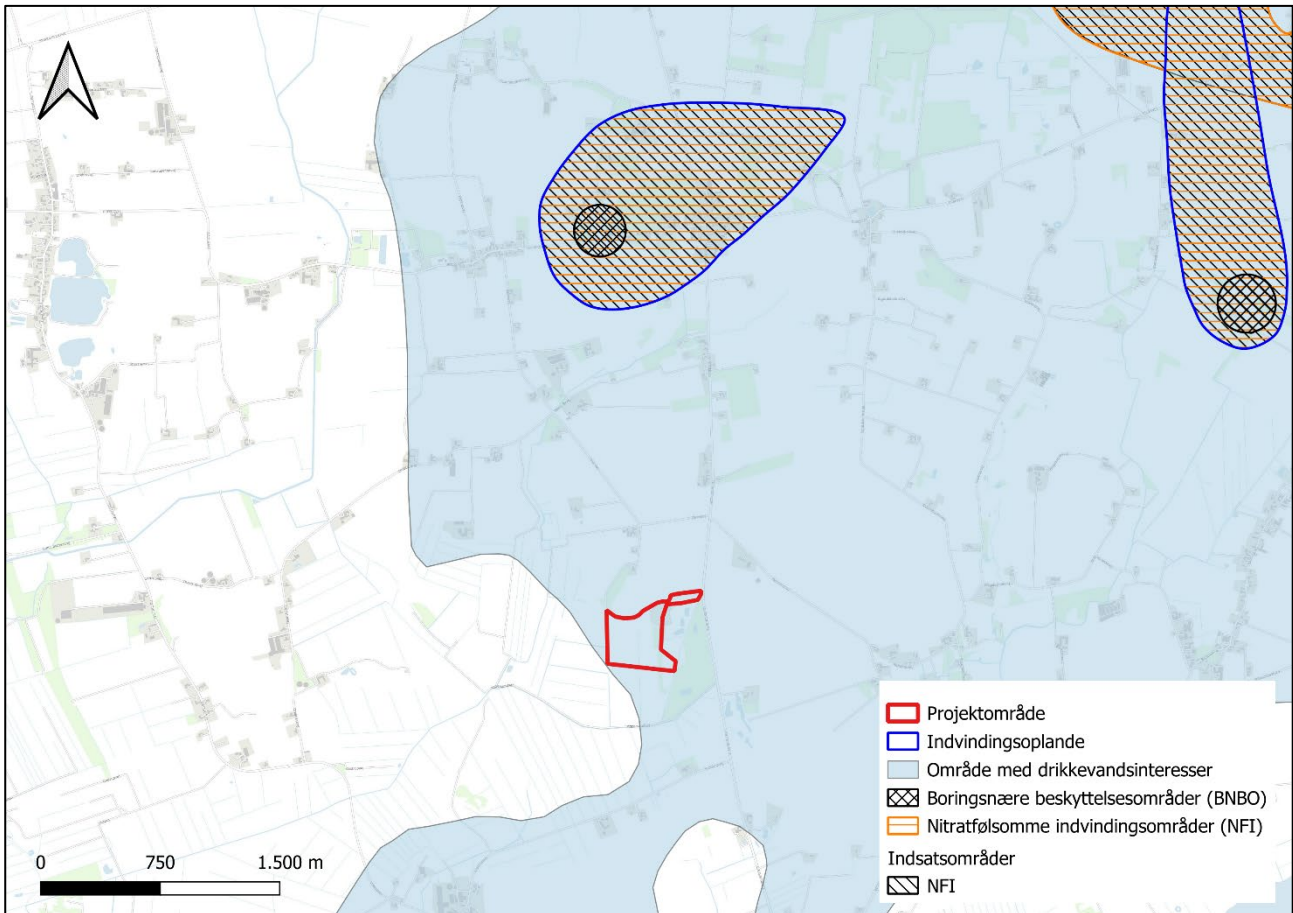 Projektområde
Indvindingsoplande
Område med drikkevandsinteresser
Boringsnære beskyttelsesområder (BNBO)
Nitratfølsomme indvindingsområder (NFI)
Indsatsområder
NFI
0 750 1.500 m